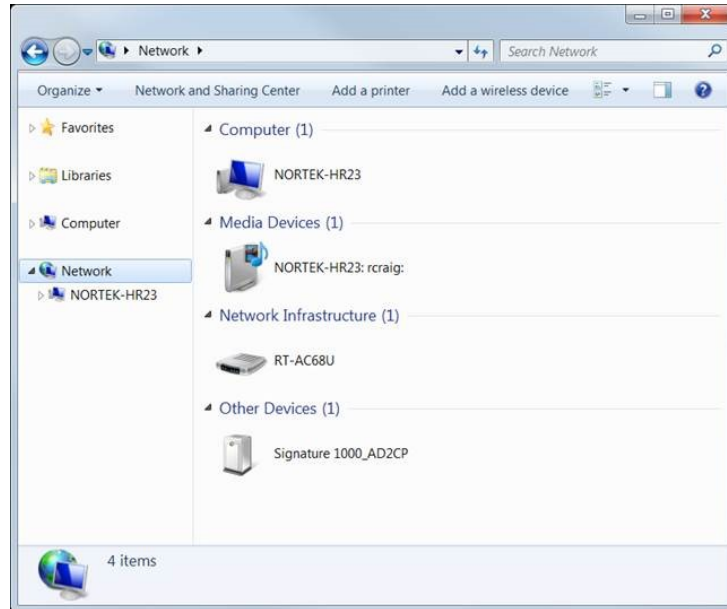 Network
Search Network
Organize Network and Sharing Center Add a printer Add a wireless device
Favorites
Libraries
Computer
Network
NORTEK-HR23
Computer (1)
NORTEK-HR23
Media Devices (1)
NORTEK-HR23: rcraig:
Network Infrastructure (1)
RT-AC68U
Other Devices (1)
Signature 1000_AD2CP
4 items